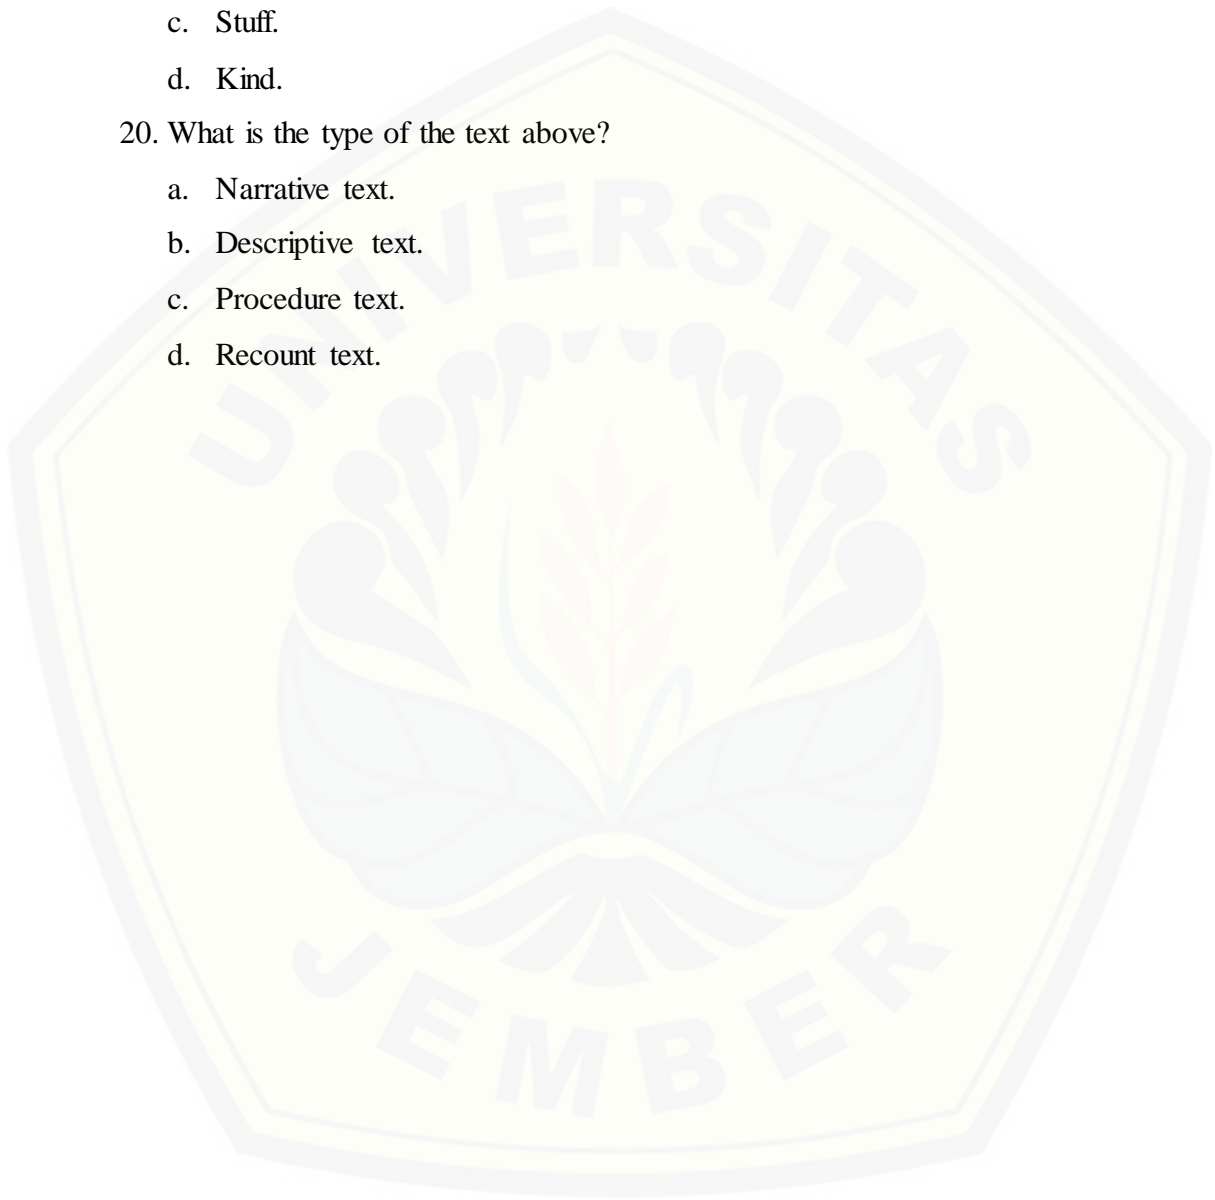 c. Stuff.
d. Kind.
20. What is the type of the text above?
a. Narrative text.
b. Descriptive text.
c. Procedure text.
d. Recount text.
UNIVERSITAS
JEMBER